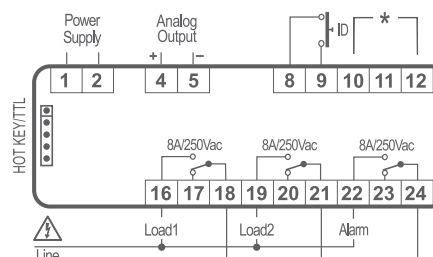 Power
Supply
Analog
Output
+ –
ID
*
1 2 4 5 8 9 10 11 12
HOT KEY/TTL
8A/250Vac 8A/250Vac 8A/250Vac
16 17 18 19 20 21 22 23 24
Load1 Load2 Alarm
Line